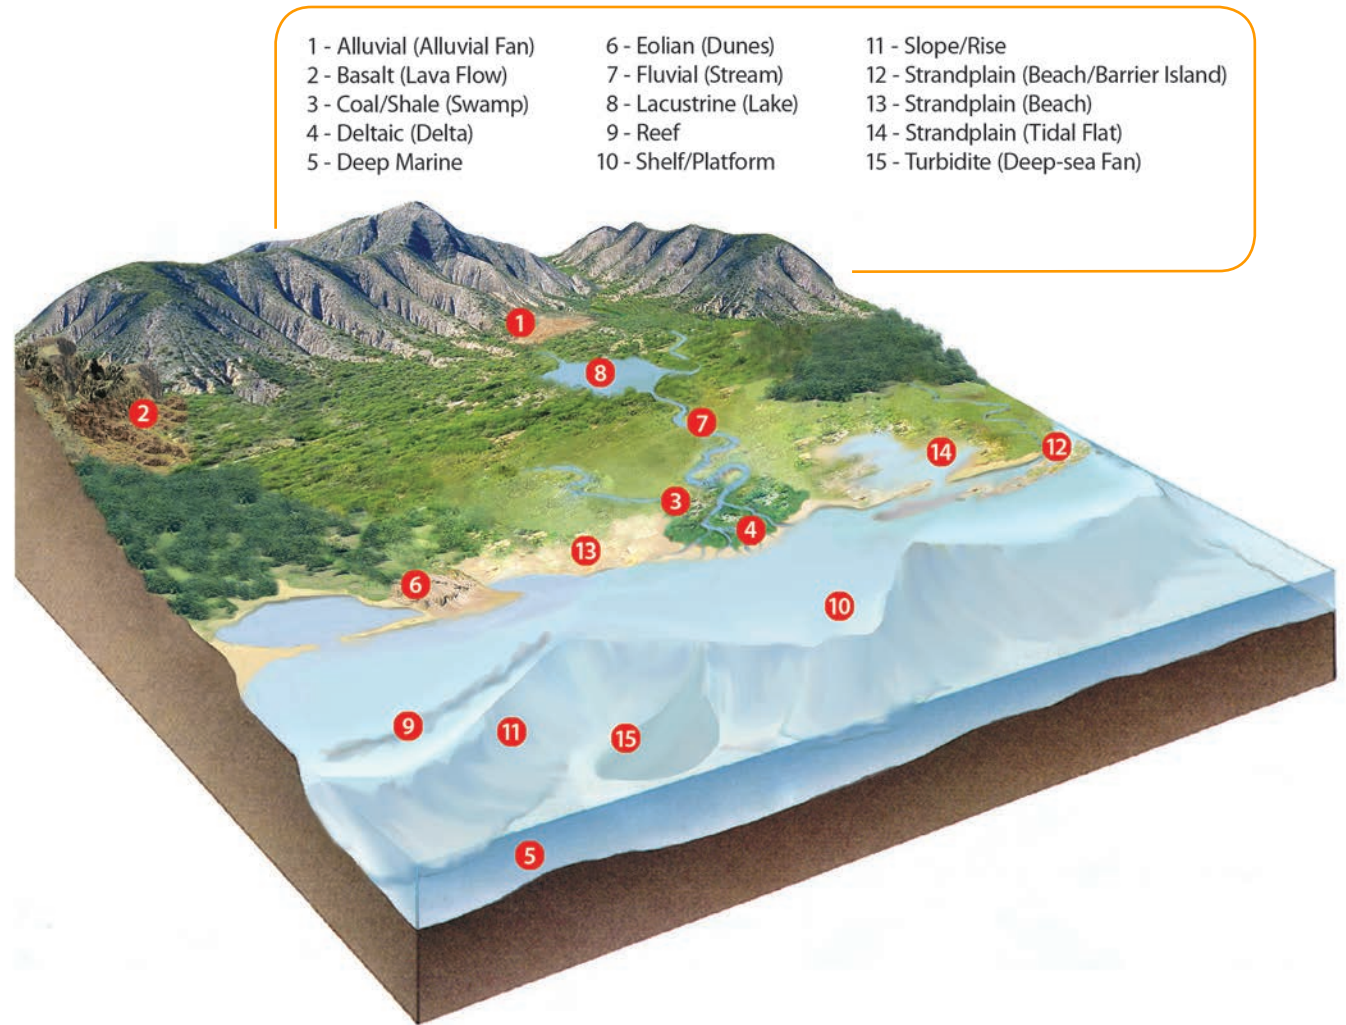 1 - Alluvial (Alluvial Fan)
2 - Basalt (Lava Flow)
3 - Coal/Shale (Swamp)
4 - Deltaic (Delta)
5 - Deep Marine
6 - Eolian (Dunes)
7 - Fluvial (Stream)
8 - Lacustrine (Lake)
9 - Reef
10 - Shelf/Platform
11 - Slope/Rise
12 - Strandplain (Beach/Barrier Island)
13 - Strandplain (Beach)
14 - Strandplain (Tidal Flat)
15 - Turbidite (Deep-sea Fan)
1
8
2
7
14
12
3
4
13
6
10
9
11
15
5